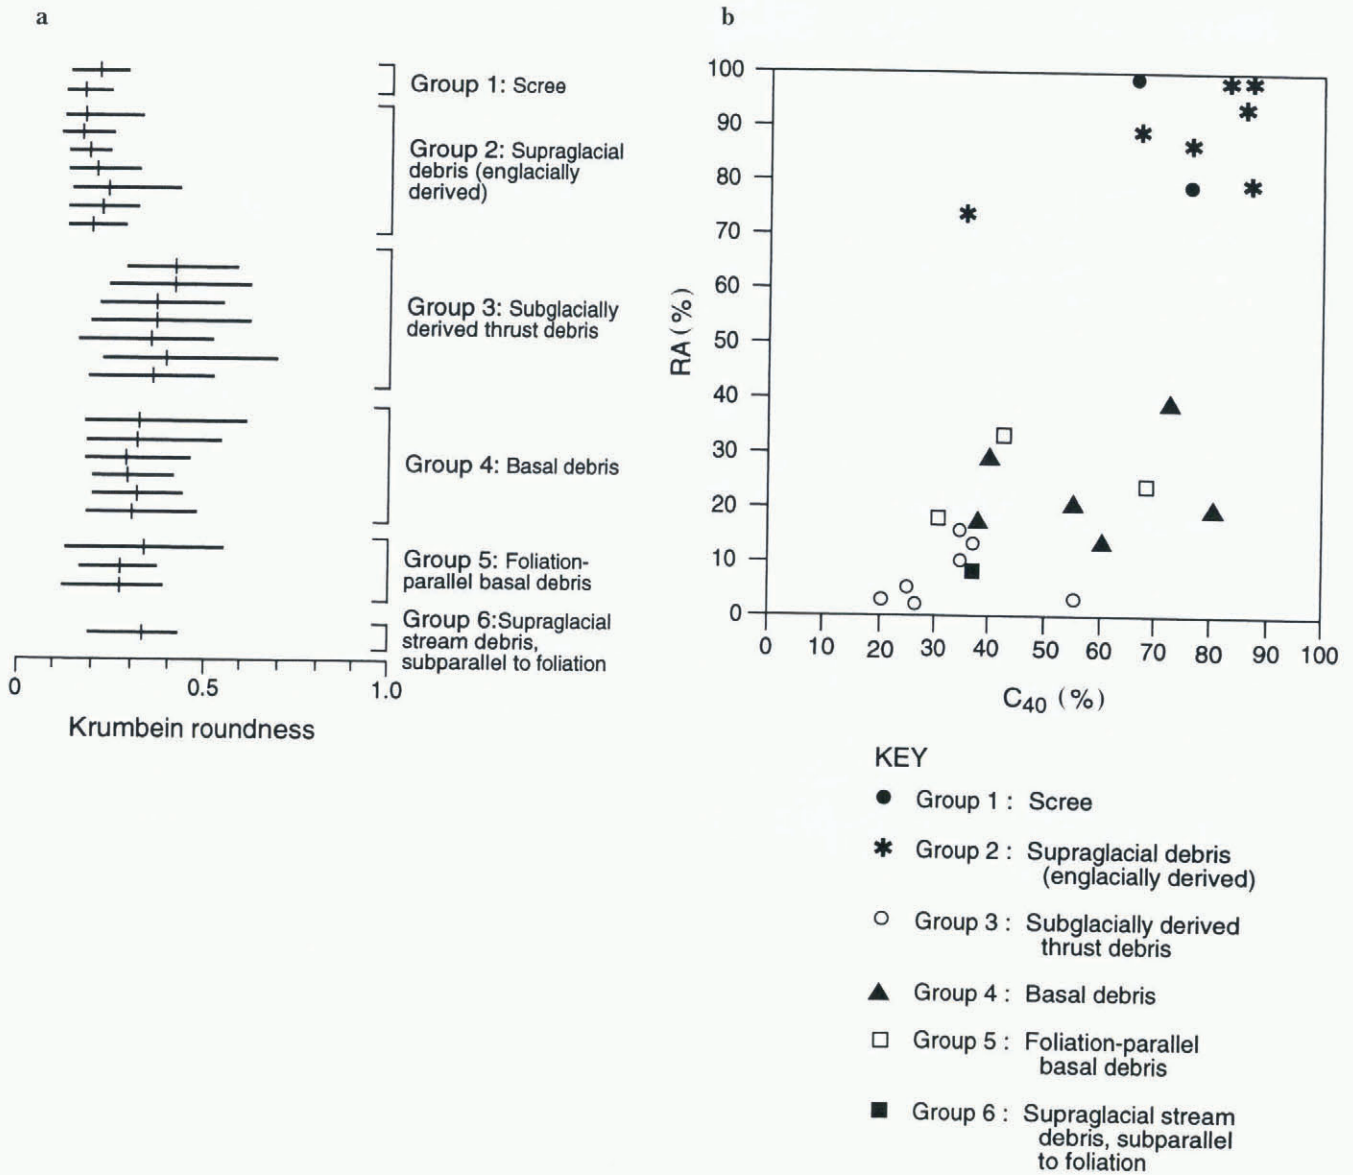 a
Group 1: Scree
Group 2: Supraglacial
debris (englacially
derived)
Group 3: Subglacially
derived thrust debris
Group 4: Basal debris
Group 5: Foliation-
parallel basal debris
Group 6:Supraglacial
stream debris,
subparallel to foliation
0 0.5 1.0
Krumbein roundness
b
100
90
80
70
60
50
40
30
20
10
0
RA (%)
0 10 20 30 40 50 60 70 80 90 100
C40 (%)
KEY
Group 1 : Scree
Group 2 : Supraglacial debris
(englacially derived)
Group 3 : Subglacially derived
thrust debris
Group 4 : Basal debris
Group 5 : Foliation-parallel
basal debris
Group 6 : Supraglacial stream
debris, subparallel
to foliation